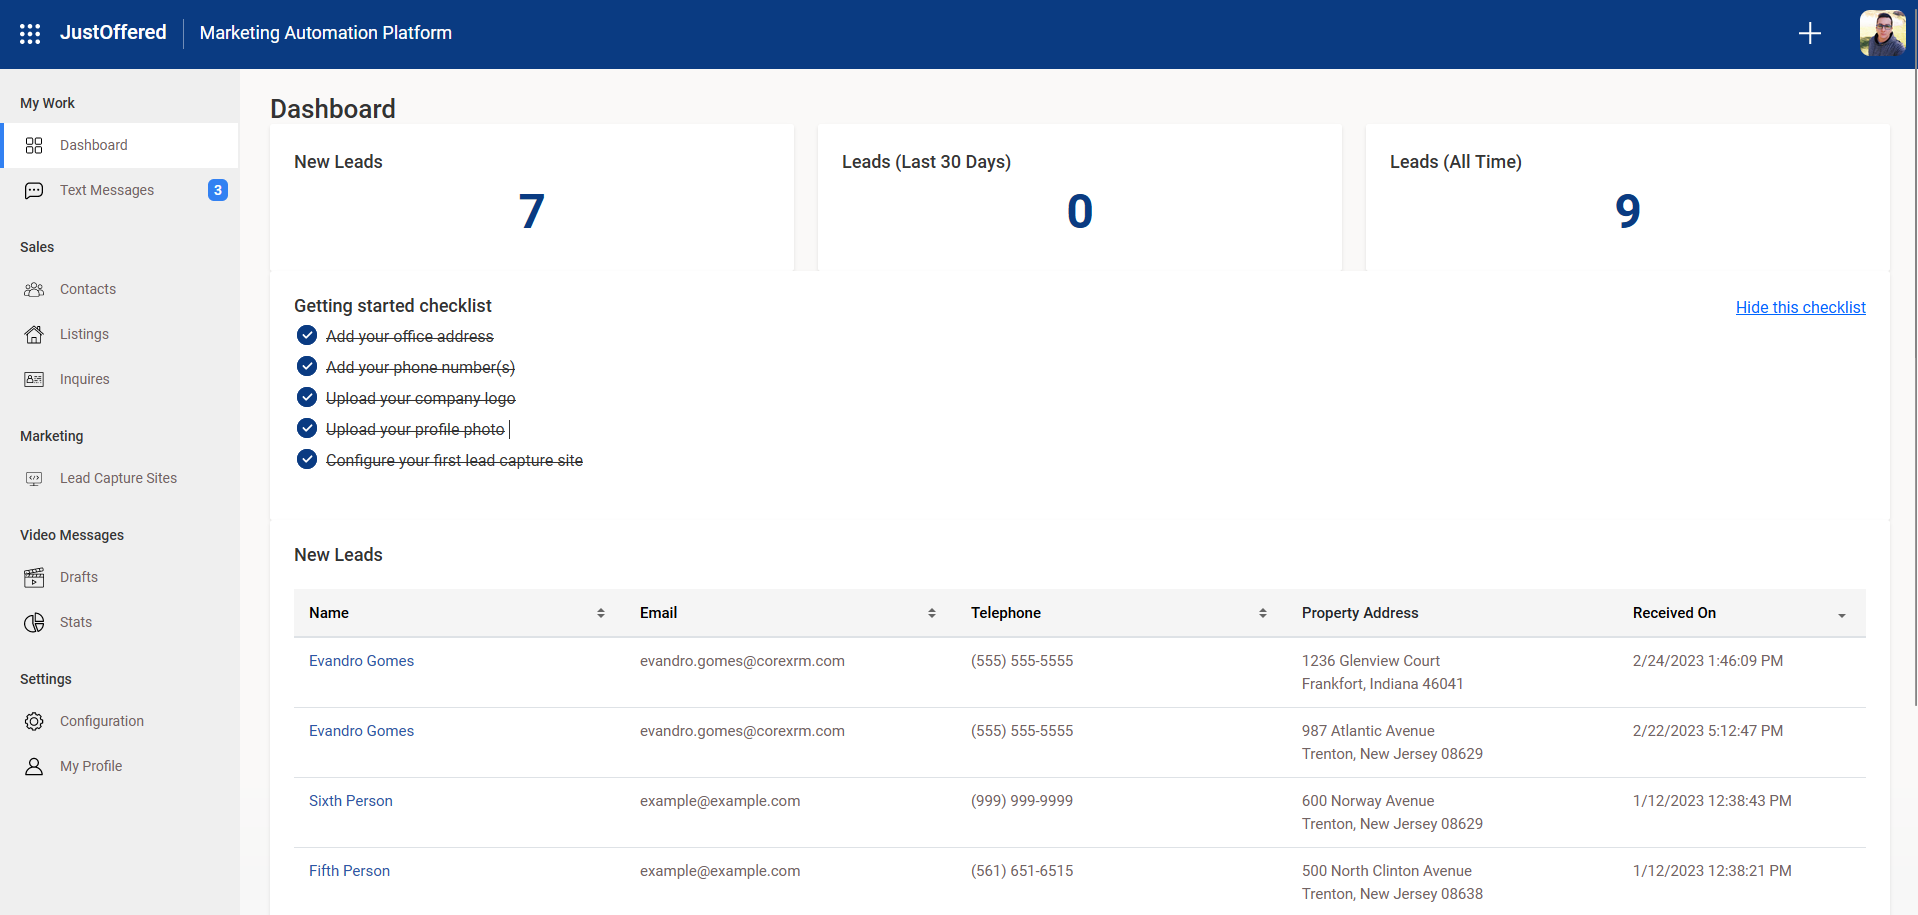 JustOffered
Marketing Automation Platform
My Work
Dashboard
Text Messages
3
Sales
Contacts
Listings
Inquires
Marketing
Lead Capture Sites
Video Messages
Drafts
Stats
Settings
Configuration
My Profile
Dashboard
New Leads
7
Leads (Last 30 Days)
0
Leads (All Time)
9
Getting started checklist
Hide this checklist
Add your office address
Add your phone number(s)
Upload your company logo
Upload your profile photo
Configure your first lead capture site
New Leads
Name Email Telephone Property Address Received On
Evandro Gomes evandro.gomes@corexrm.com (555) 555-5555 1236 Glenview Court 2/24/2023 1:46:09 PM
Frankfort, Indiana 46041
Evandro Gomes evandro.gomes@corexrm.com (555) 555-5555 987 Atlantic Avenue 2/22/2023 5:12:47 PM
Trenton, New Jersey 08629
Sixth Person example@example.com (999) 999-9999 600 Norway Avenue 1/12/2023 12:38:43 PM
Trenton, New Jersey 08629
Fifth Person example@example.com (561) 651-6515 500 North Clinton Avenue 1/12/2023 12:38:21 PM
Trenton, New Jersey 08638